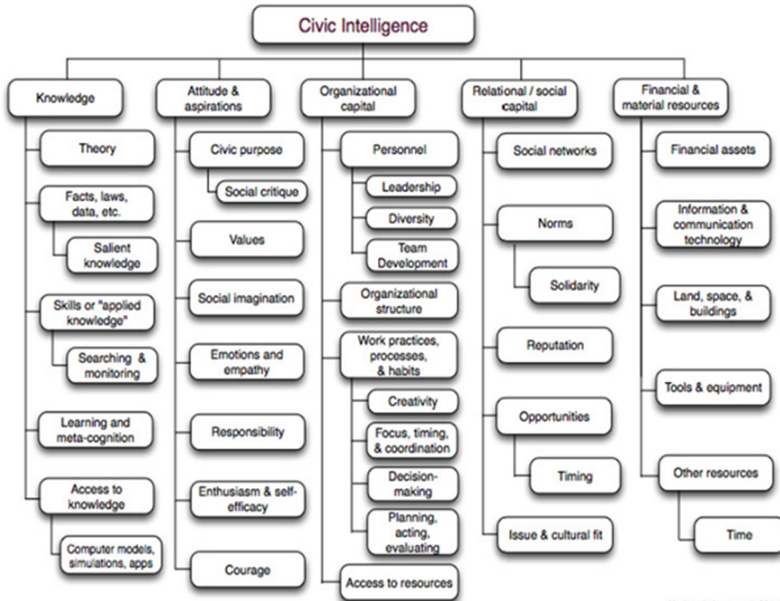 Civic Intelligence
Knowledge
Theory
Facts, laws,
data, etc.
Salient
knowledge
Skills or "applied
knowledge"
Searching &
monitoring
Learning and
meta-cognition
Access to
knowledge
Computer models,
simulations, apps
Attitude &
aspirations
Civic purpose
Social critique
Values
Social imagination
Emotions and
empathy
Responsibility
Enthusiasm & self-
efficacy
Courage
Organizational
capital
Personnel
Leadership
Diversity
Team
Development
Organizational
structure
Work practices,
processes,
& habits
Creativity
Focus, timing,
& coordination
Decision-
making
Planning,
acting,
evaluating
Access to resources
Relational / social
capital
Social networks
Norms
Solidarity
Reputation
Opportunities
Timing
Issue & cultural fit
Financial &
material resources
Financial assets
Information &
communication
technology
Land, space, &
buildings
Tools & equipment
Other resources
Time